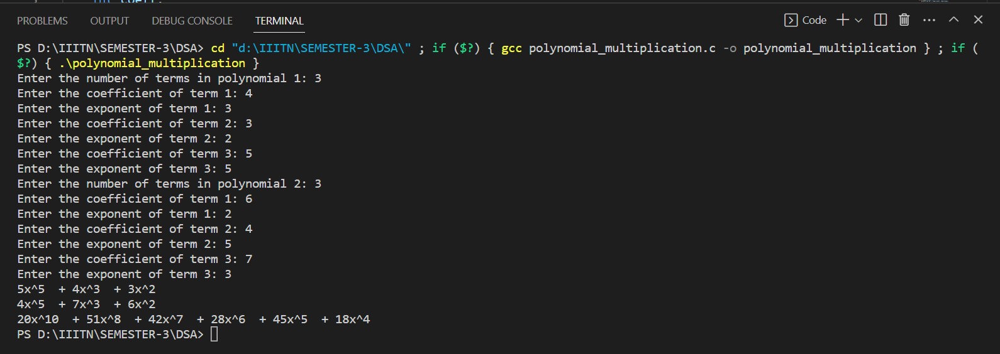 PROBLEMS OUTPUT DEBUG CONSOLE TERMINAL Code
PS D:\IIITN\SEMESTER-3\DSA> cd "d:\IIITN\SEMESTER-3\DSA\" ; if ($?) { gcc polynomial_multiplication.c -o polynomial_multiplication } ; if (
$?) { .\polynomial_multiplication }
Enter the number of terms in polynomial 1: 3
Enter the coefficient of term 1: 4
Enter the exponent of term 1: 3
Enter the coefficient of term 2: 3
Enter the exponent of term 2: 2
Enter the coefficient of term 3: 5
Enter the exponent of term 3: 5
Enter the number of terms in polynomial 2: 3
Enter the coefficient of term 1: 6
Enter the exponent of term 1: 2
Enter the coefficient of term 2: 4
Enter the exponent of term 2: 5
Enter the coefficient of term 3: 7
Enter the exponent of term 3: 3
5x^5  + 4x^3  + 3x^2
4x^5  + 7x^3  + 6x^2
20x^10  + 51x^8  + 42x^7  + 28x^6  + 45x^5  + 18x^4
PS D:\IIITN\SEMESTER-3\DSA>